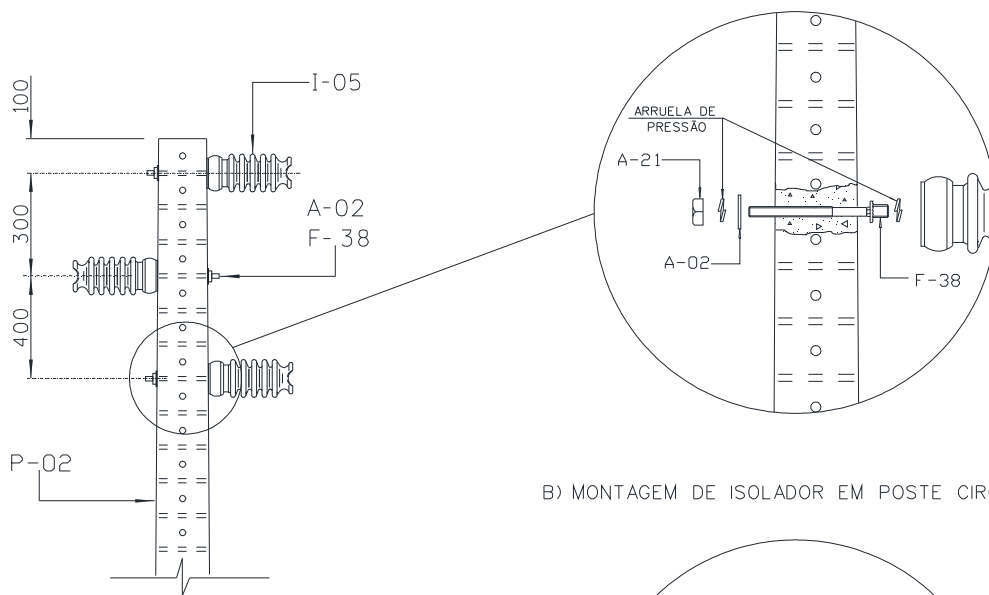 100
I-05
300
A-02
F-38
400
P-02
ARRUELA DE
PRESSÃO
A-21
A-02
F-38
B) MONTAGEM DE ISOLADOR EM POSTE